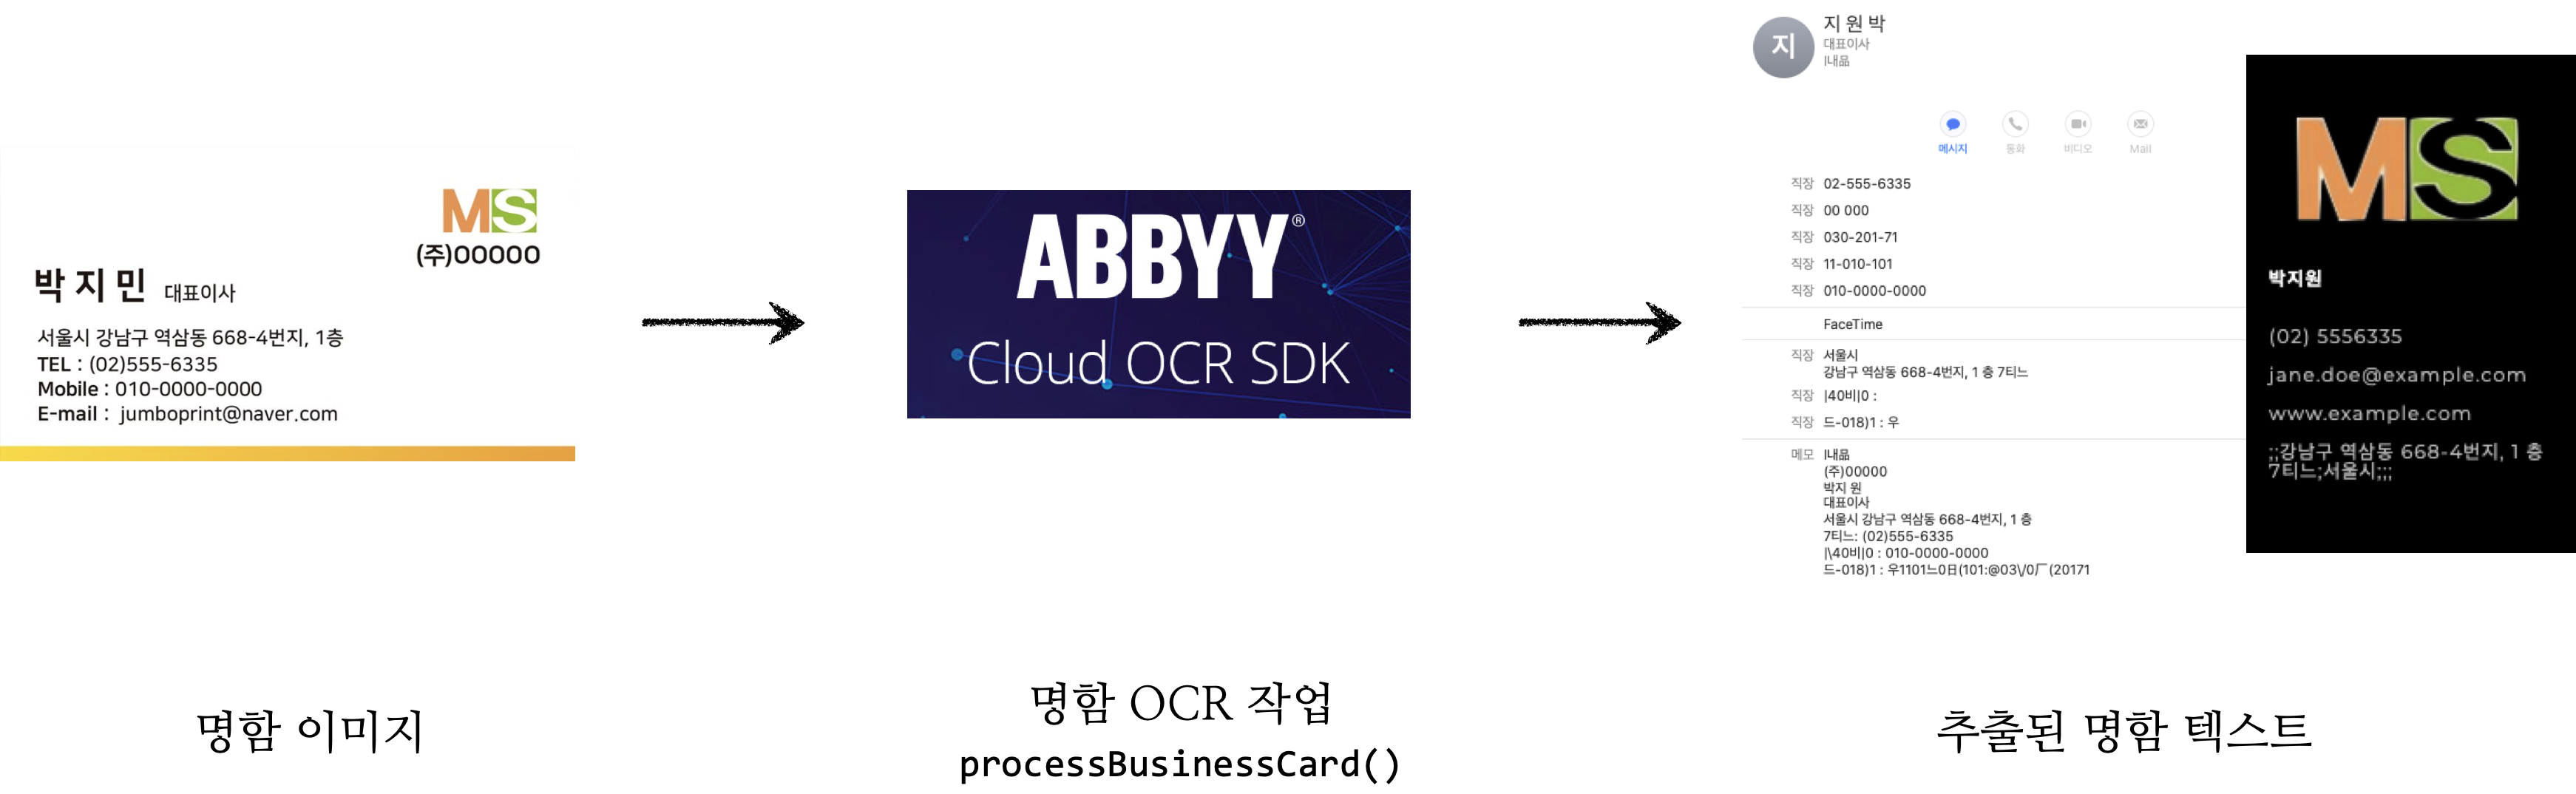 MS
(주)00000
박 지 민 대표이사
서울시 강남구 역삼동 668-4번지, 1층
TEL : (02)555-6335
Mobile : 010-0000-0000
E-mail : jumboprint@naver.com
명함 이미지
ABBYY®
Cloud OCR SDK
명함 OCR 작업
processBusinessCard()
지
지 원 박
대표이사
I내品
메시지 통화 비디오 Mail
직장 02-555-6335
직장 00 000
직장 030-201-71
직장 11-010-101
직장 010-0000-0000
FaceTime
직장 서울시
강남구 역삼동 668-4번지, 1 층 7티느
직장 |40비|0 :
직장 드-018)1 : 우
메모 I내品
(주)00000
박지 원
대표이사
서울시 강남구 역삼동 668-4번지, 1 층
7티느: (02)555-6335
|\40비|0 : 010-0000-0000
드-018)1 : 우1101느0日(101:@03\/0厂(20171
MS
박지원
(02) 5556335
jane.doe@example.com
www.example.com
;;강남구 역삼동 668-4번지, 1 층
7티느;서울시;;;
추출된 명함 텍스트